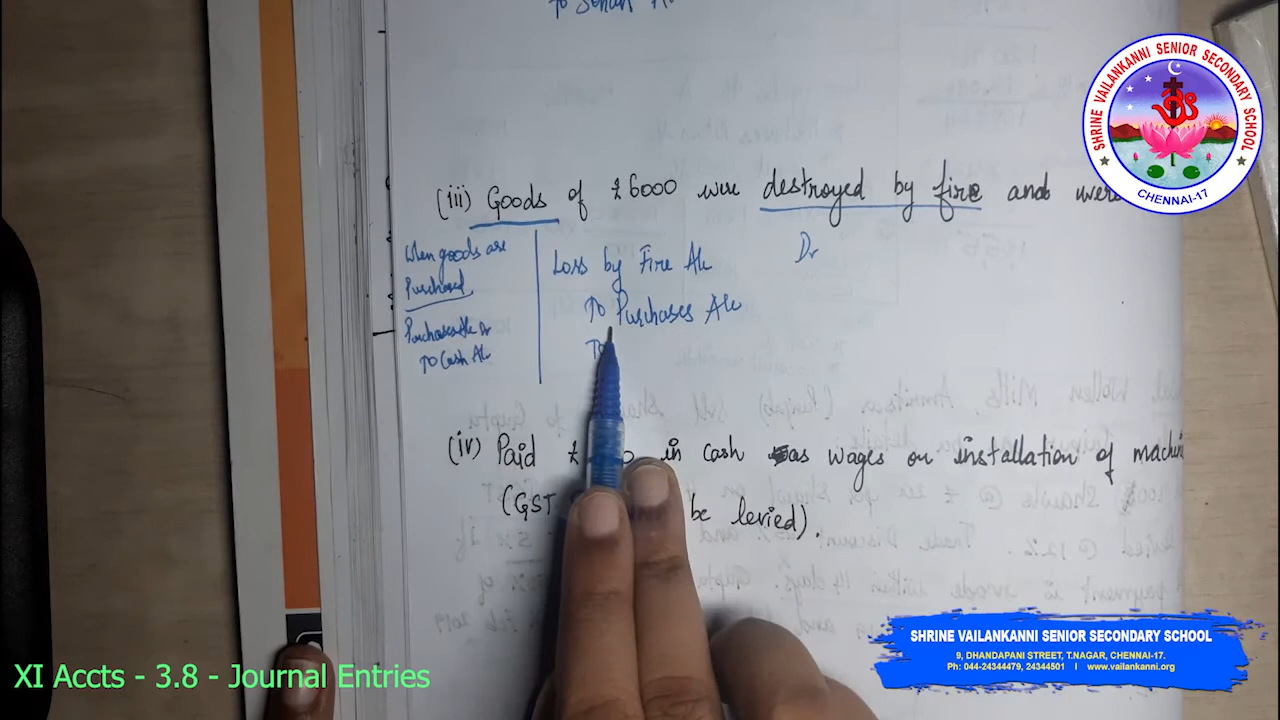 To
(iii) Goods of ₹6000 were destroyed by fire and were
When goods are
Purchased
Purchases A/c Dr
To Cash A/c
Loss by Fire A/c Dr
To Purchases A/c
To
(iv) Paid ₹ in cash as wages on installation of machin
(GST be levied).
SHRINE VAILANKANNI SENIOR SECONDARY SCHOOL
CHENNAI-17
SHRINE VAILANKANNI SENIOR SECONDARY SCHOOL
9, DHANDAPANI STREET, T.NAGAR, CHENNAI-17.
Ph: 044-24344479, 24344501 I www.vailankanni.org
XI Accts - 3.8 - Journal Entries